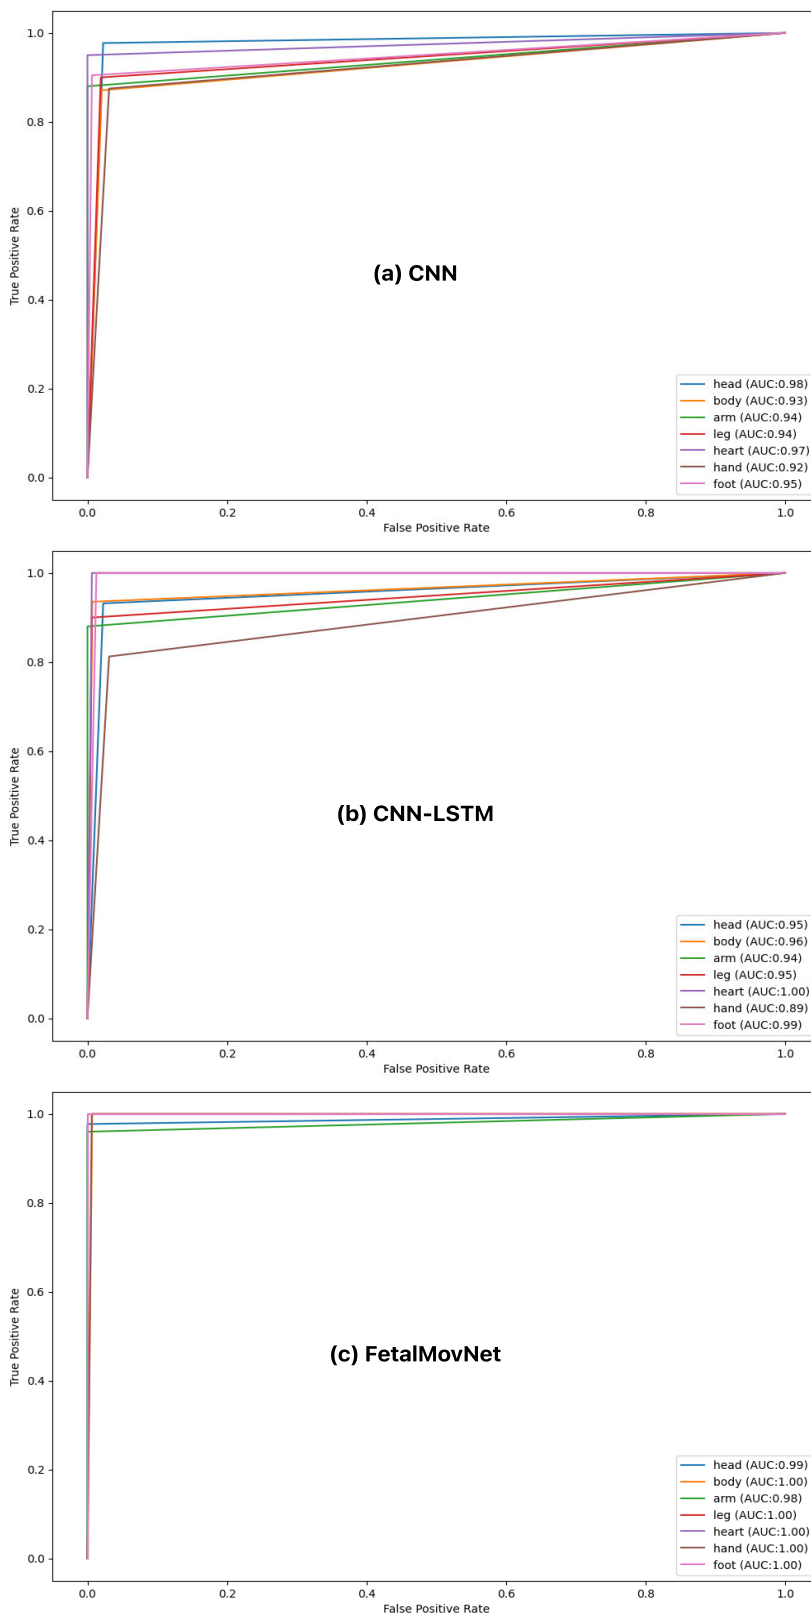 1.0
0.8
0.6
0.4
0.2
0.0
True Positive Rate
(a) CNN
head (AUC:0.98)
body (AUC:0.93)
arm (AUC:0.94)
leg (AUC:0.94)
heart (AUC:0.97)
hand (AUC:0.92)
foot (AUC:0.95)
0.0 0.2 0.4 0.6 0.8 1.0
False Positive Rate
1.0
0.8
0.6
0.4
0.2
0.0
True Positive Rate
(b) CNN-LSTM
head (AUC:0.95)
body (AUC:0.96)
arm (AUC:0.94)
leg (AUC:0.95)
heart (AUC:1.00)
hand (AUC:0.89)
foot (AUC:0.99)
0.0 0.2 0.4 0.6 0.8 1.0
False Positive Rate
1.0
0.8
0.6
0.4
0.2
0.0
True Positive Rate
(c) FetalMovNet
head (AUC:0.99)
body (AUC:1.00)
arm (AUC:0.98)
leg (AUC:1.00)
heart (AUC:1.00)
hand (AUC:1.00)
foot (AUC:1.00)
0.0 0.2 0.4 0.6 0.8 1.0
False Positive Rate